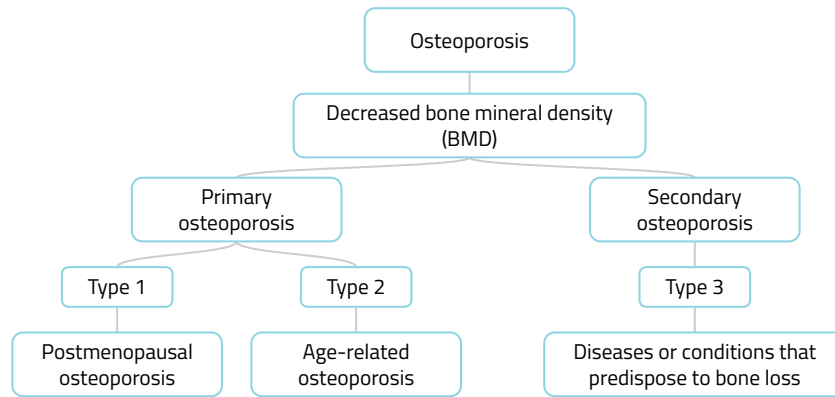 Osteoporosis
Decreased bone mineral density
(BMD)
Primary
osteoporosis
Secondary
osteoporosis
Type 1
Type 2
Type 3
Postmenopausal
osteoporosis
Age-related
osteoporosis
Diseases or conditions that
predispose to bone loss